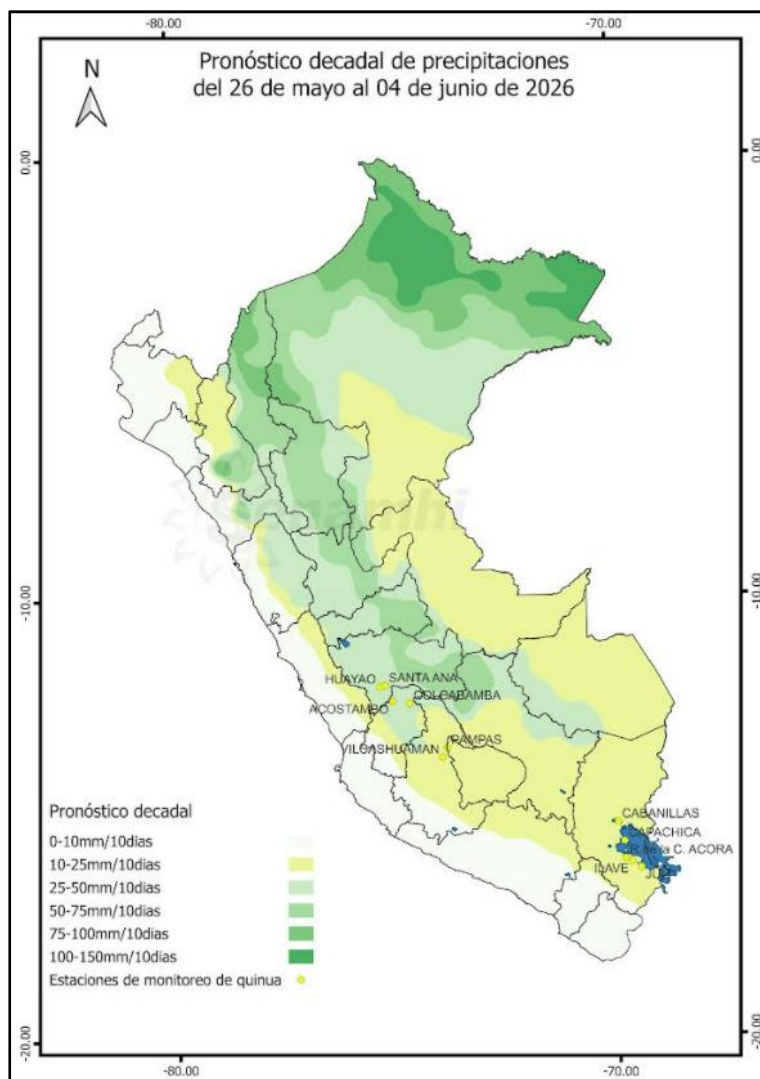 -80.00
-70.00
Pronóstico decadal de precipitaciones
del 26 de mayo al 04 de junio de 2026
N
0.00
0.00
senamhi
-10.00
-10.00
HUAYAO
SANTA ANA
COLCABAMBA
ACOSTAMBO
PAMPAS
VILCASHUAMAN
CABANILLAS
CAPACHICA
R. de la C. ACORA
ILAVE
Pronóstico decadal
0-10mm/10dias
10-25mm/10dias
25-50mm/10dias
50-75mm/10dias
75-100mm/10dias
100-150mm/10dias
Estaciones de monitoreo de quinua
-20.00
-20.00
-80.00
-70.00